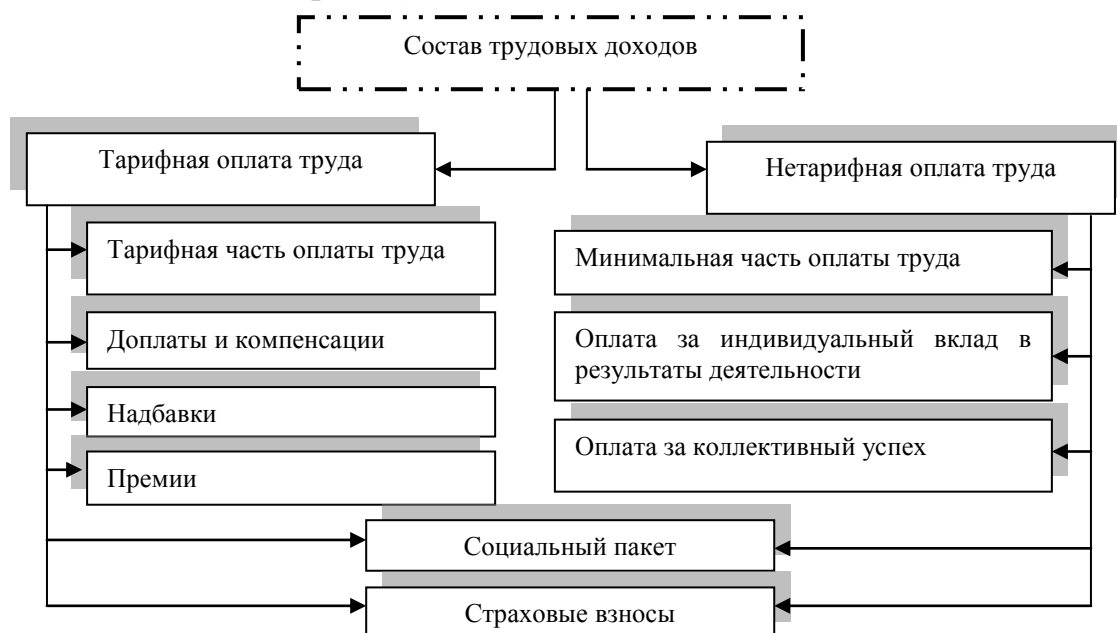 Состав трудовых доходов
Тарифная оплата труда
Нетарифная оплата труда
Тарифная часть оплаты труда
Доплаты и компенсации
Надбавки
Премии
Минимальная часть оплаты труда
Оплата за индивидуальный вклад в
результаты деятельности
Оплата за коллективный успех
Социальный пакет
Страховые взносы